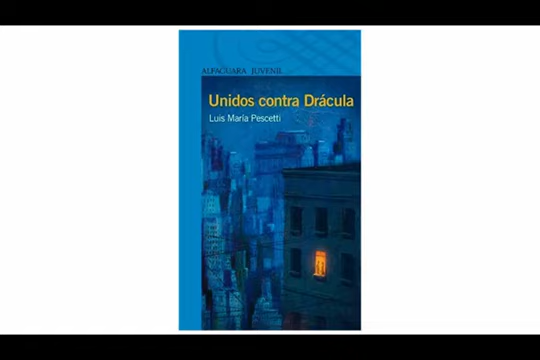 ALFAGUARA JUVENIL
Unidos contra Drácula
Luis María Pescetti